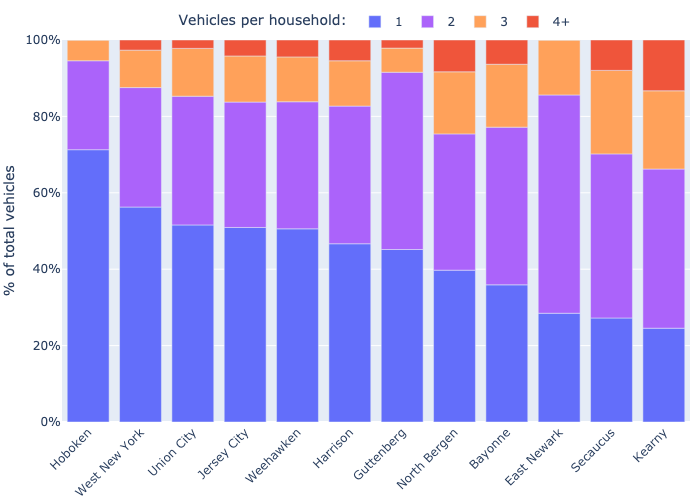 Vehicles per household: 1 2 3 4+
% of total vehicles
100%
80%
60%
40%
20%
0%
Hoboken
West New York
Union City
Jersey City
Weehawken
Harrison
Guttenberg
North Bergen
Bayonne
East Newark
Secaucus
Kearny